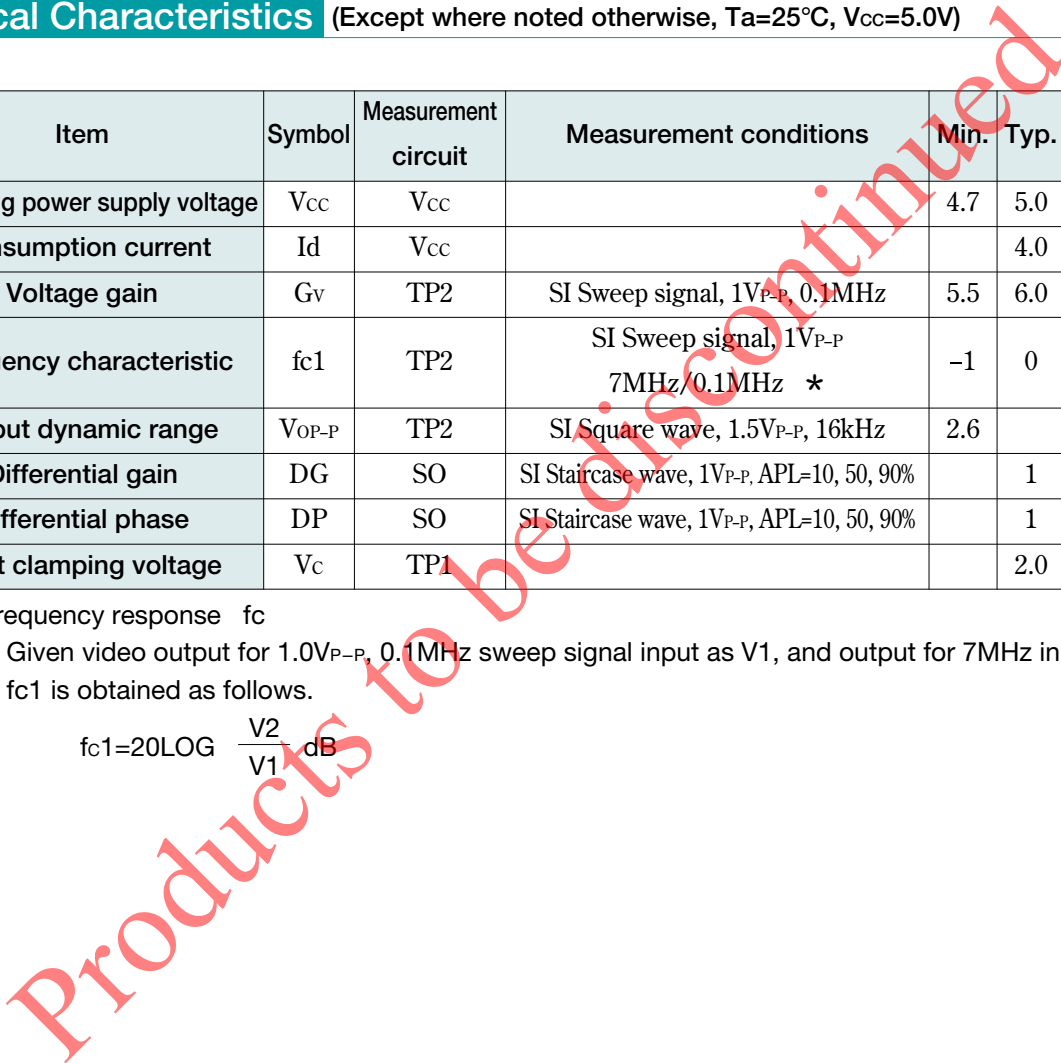 cal Characteristics (Except where noted otherwise, Ta=25°C, Vcc=5.0V)
Item Symbol Measurement circuit Measurement conditions Min. Typ.
g power supply voltage Vcc Vcc 4.7 5.0
nsumption current Id Vcc 4.0
Voltage gain Gv TP2 SI Sweep signal, 1VP-P, 0.1MHz 5.5 6.0
ency characteristic fc1 TP2 SI Sweep signal, 1VP-P 7MHz/0.1MHz * –1 0
out dynamic range VOP-P TP2 SI Square wave, 1.5VP-P, 16kHz 2.6
Differential gain DG SO SI Staircase wave, 1VP-P, APL=10, 50, 90% 1
fferential phase DP SO SI Staircase wave, 1VP-P, APL=10, 50, 90% 1
t clamping voltage Vc TP1 2.0
requency response fc
Given video output for 1.0VP–P, 0.1MHz sweep signal input as V1, and output for 7MHz in
fc1 is obtained as follows.
fc1=20LOG V2/V1 dB
Products to be discontinued